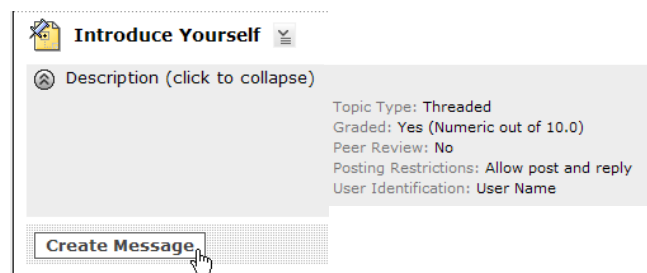 Introduce Yourself
Description (click to collapse)
Topic Type: Threaded
Graded: Yes (Numeric out of 10.0)
Peer Review: No
Posting Restrictions: Allow post and reply
User Identification: User Name
Create Message